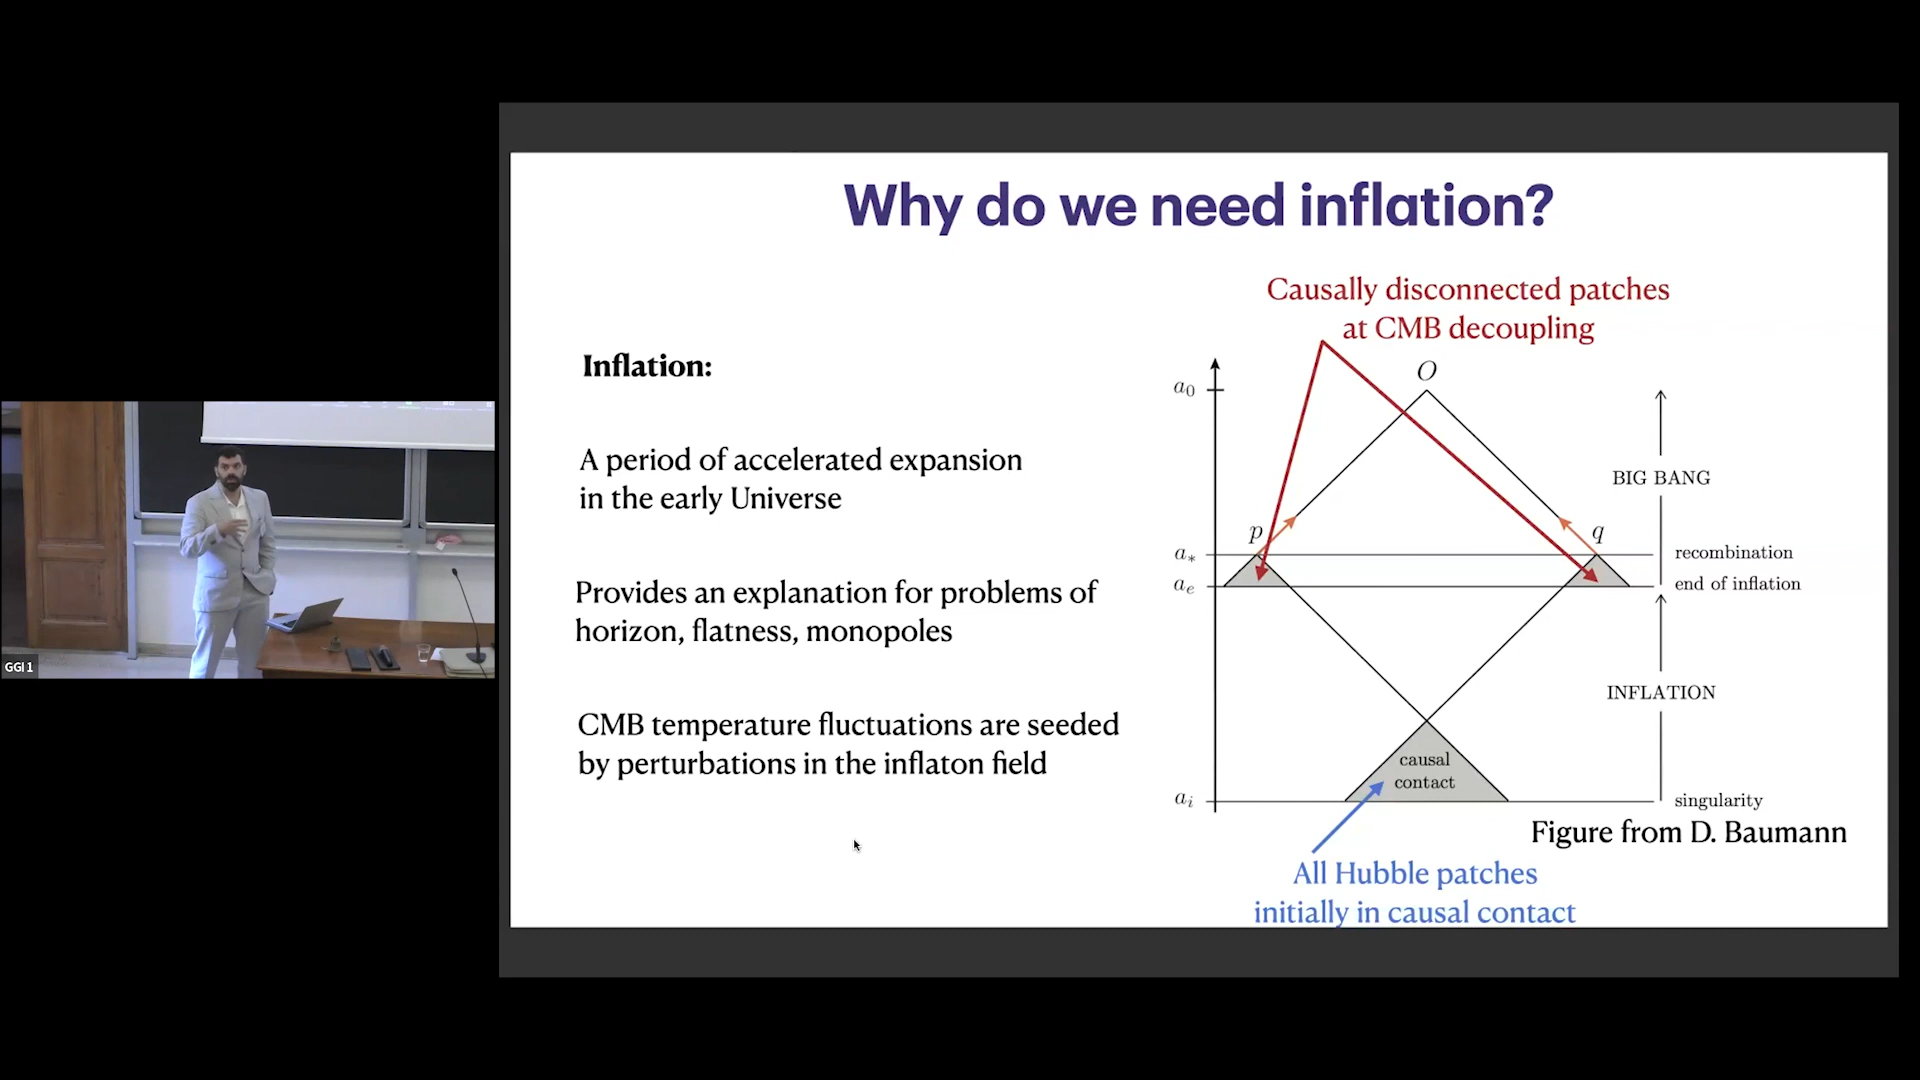 Why do we need inflation?
Inflation:
A period of accelerated expansion
in the early Universe
Provides an explanation for problems of
horizon, flatness, monopoles
CMB temperature fluctuations are seeded
by perturbations in the inflaton field
Causally disconnected patches
at CMB decoupling
a₀
O
BIG BANG
p
q
a∗
recombination
aₑ
end of inflation
INFLATION
causal
contact
aᵢ
singularity
Figure from D. Baumann
All Hubble patches
initially in causal contact
GGI 1